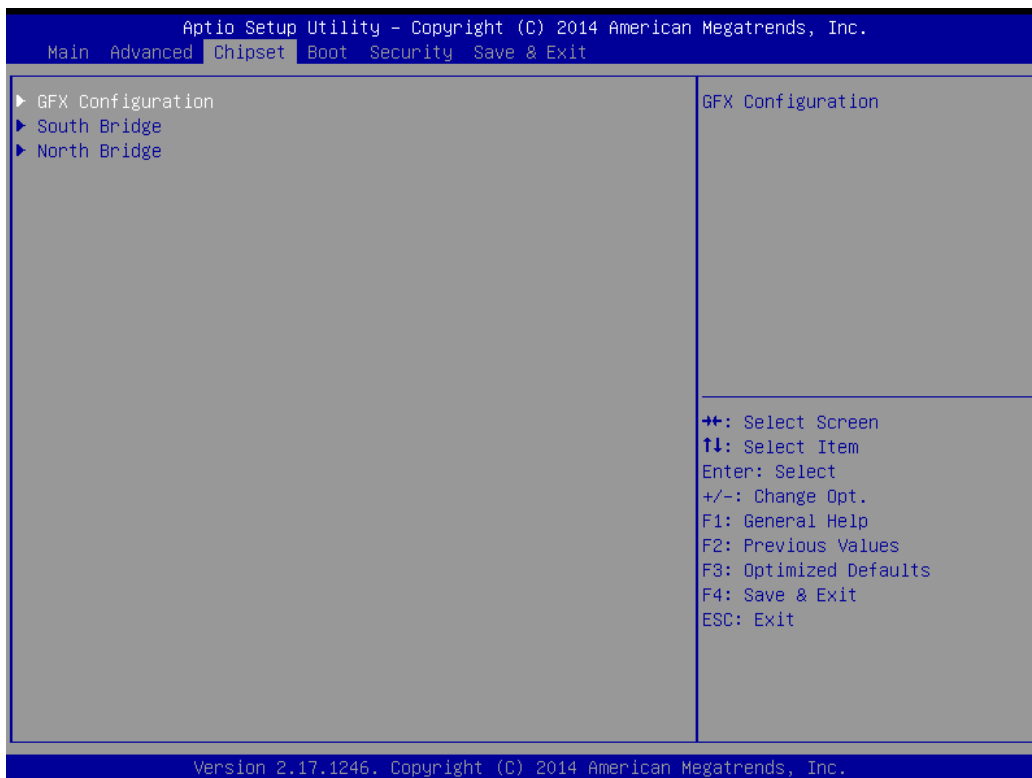 Aptio Setup Utility – Copyright (C) 2014 American Megatrends, Inc.
Main Advanced Chipset Boot Security Save & Exit
▶ GFX Configuration
▶ South Bridge
▶ North Bridge
GFX Configuration
→←: Select Screen
↑↓: Select Item
Enter: Select
+/-: Change Opt.
F1: General Help
F2: Previous Values
F3: Optimized Defaults
F4: Save & Exit
ESC: Exit
Version 2.17.1246. Copyright (C) 2014 American Megatrends, Inc.